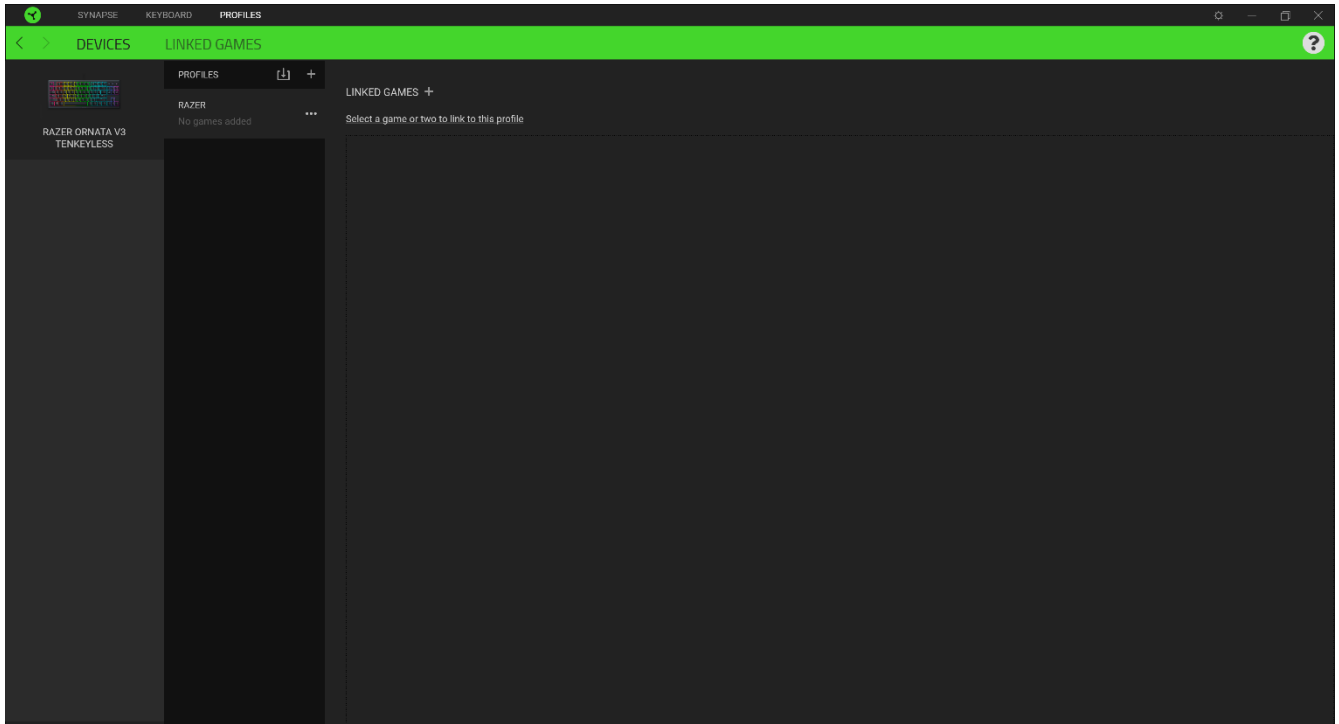 SYNAPSE KEYBOARD PROFILES
DEVICES LINKED GAMES ?
RAZER ORNATA V3
TENKEYLESS
PROFILES +
RAZER
No games added
LINKED GAMES +
Select a game or two to link to this profile